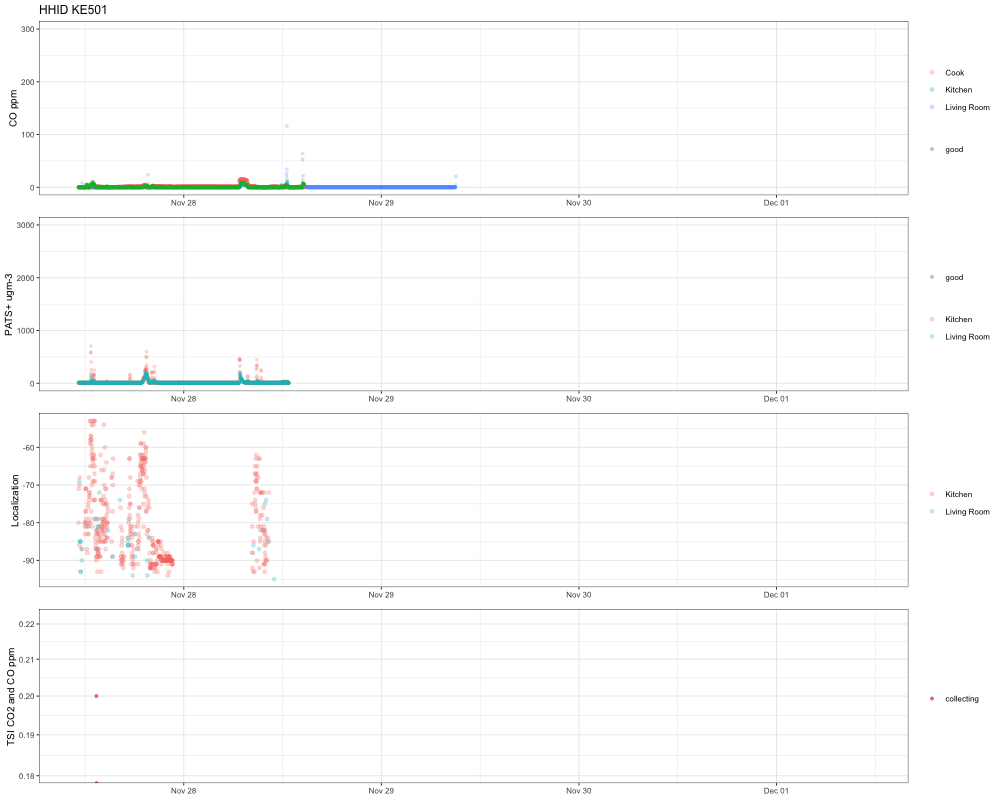 HHID KE501
CO ppm
300
200
100
0
Nov 28
Nov 29
Nov 30
Dec 01
Cook
Kitchen
Living Room
good
PATS+ ugm-3
3000
2000
1000
0
Nov 28
Nov 29
Nov 30
Dec 01
good
Kitchen
Living Room
Localization
-60
-70
-80
-90
Nov 28
Nov 29
Nov 30
Dec 01
Kitchen
Living Room
TSI CO2 and CO ppm
0.22
0.21
0.20
0.19
0.18
Nov 28
Nov 29
Nov 30
Dec 01
collecting